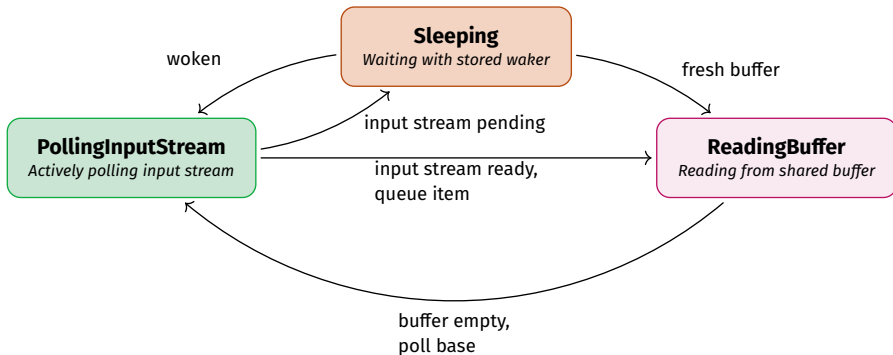 Sleeping
Waiting with stored waker
woken
fresh buffer
input stream pending
PollingInputStream
Actively polling input stream
ReadingBuffer
Reading from shared buffer
input stream ready,
queue item
buffer empty,
poll base